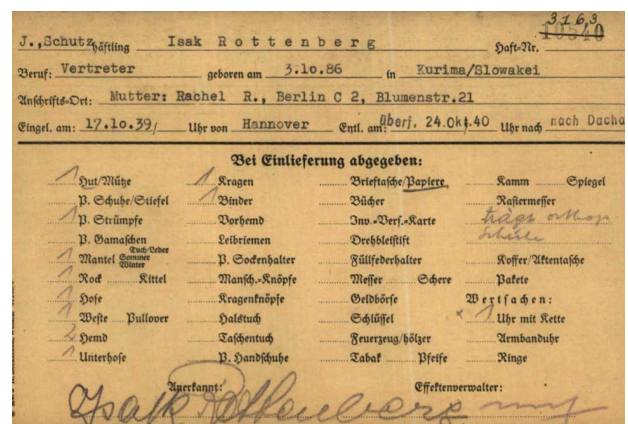 3163
J.,Schutzhäftling Isak Rottenberg Haft-Nr. 10540
Beruf: Vertreter geboren am 3.10.86 in Kurima/Slowakei
Anschrifts-Ort: Mutter: Rachel R., Berlin C 2, Blumenstr.21
Eingel. am: 17.10.39/ Uhr von Hannover Entl. am: überf. 24.Okt.40 Uhr nach nach Dacha
Bei Einlieferung abgegeben:
1 Hut/Mütze 1 Kragen Brieftasche/Papiere Kamm Spiegel
P. Schuhe/Stiefel 1 Binder Bücher Rasiermesser
1 P. Strümpfe Vorhemd Inv.-Vers.-Karte trägt orthop.
P. Gamaschen Leibriemen Drehbleistift Schuhe
1 Mantel Tuch/Leder Sommer Winter P. Sockenhalter Füllfederhalter Koffer/Aktentasche
1 Rock Kittel Mansch.-Knöpfe Messer Schere Pakete
1 Hose Kragenknöpfe Geldbörse Wertsachen:
1 Weste Pullover Halstuch Schlüssel × 1 Uhr mit Kette
2 Hemd Taschentuch Feuerzeug/hölzer Armbanduhr
1 Unterhose P. Handschuhe Tabak Pfeife Ringe
Anerkannt: Effektenverwalter:
Isak Rottenberg